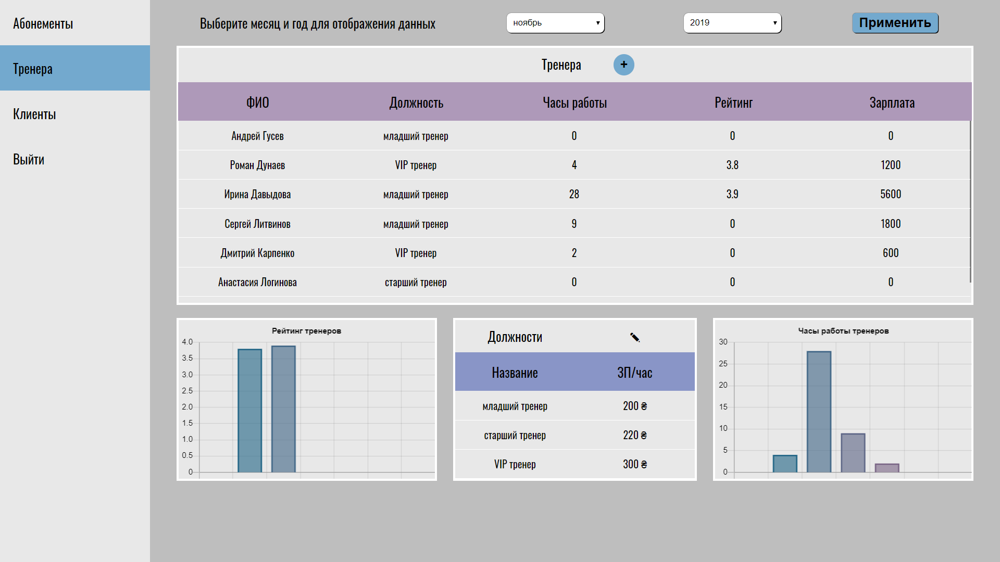 Абонементы
Тренера
Клиенты
Выйти
Выберите месяц и год для отображения данных
ноябрь
2019
Применить
Тренера +
ФИО Должность Часы работы Рейтинг Зарплата
Андрей Гусев младший тренер 0 0 0
Роман Дунаев VIP тренер 4 3.8 1200
Ирина Давыдова младший тренер 28 3.9 5600
Сергей Литвинов младший тренер 9 0 1800
Дмитрий Карпенко VIP тренер 2 0 600
Анастасия Логинова старший тренер 0 0 0
Рейтинг тренеров
4.0
3.5
3.0
2.5
2.0
1.5
1.0
0.5
0
Должности
Название ЗП/час
младший тренер 200 ₴
старший тренер 220 ₴
VIP тренер 300 ₴
Часы работы тренеров
30
25
20
15
10
5
0